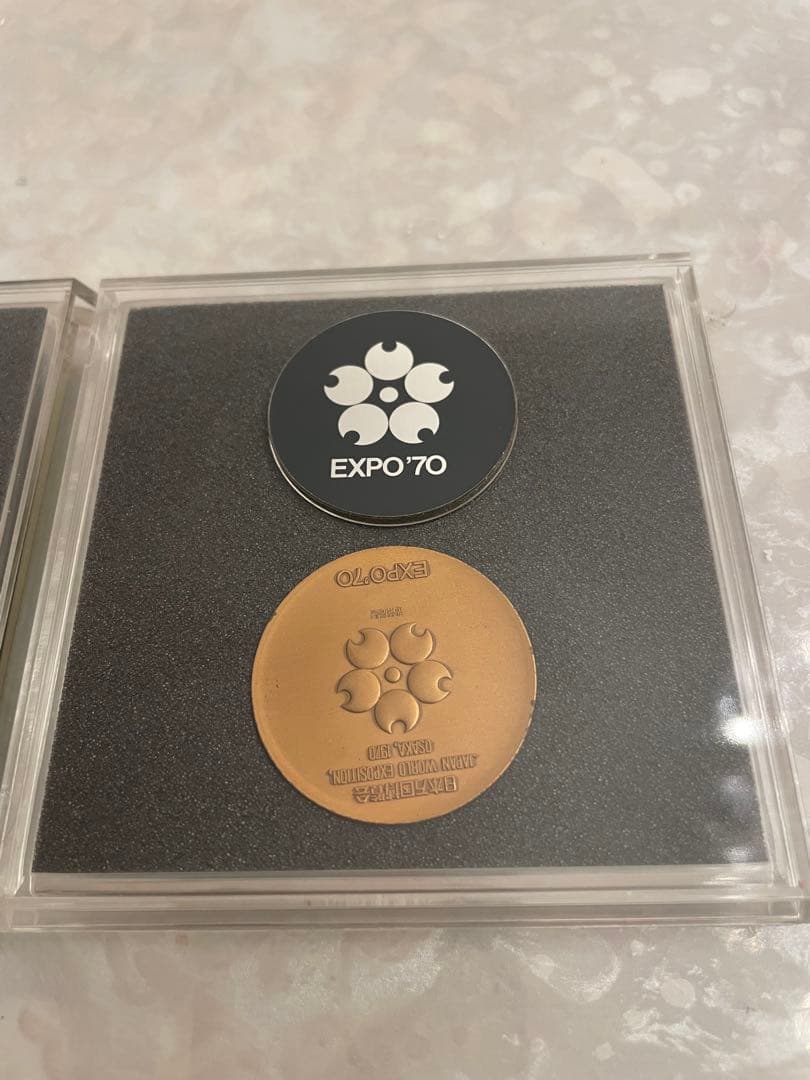 EXPO'70
EXPO'70
日本万国博覧会
JAPAN WORLD EXPOSITION,
OSAKA, 1970